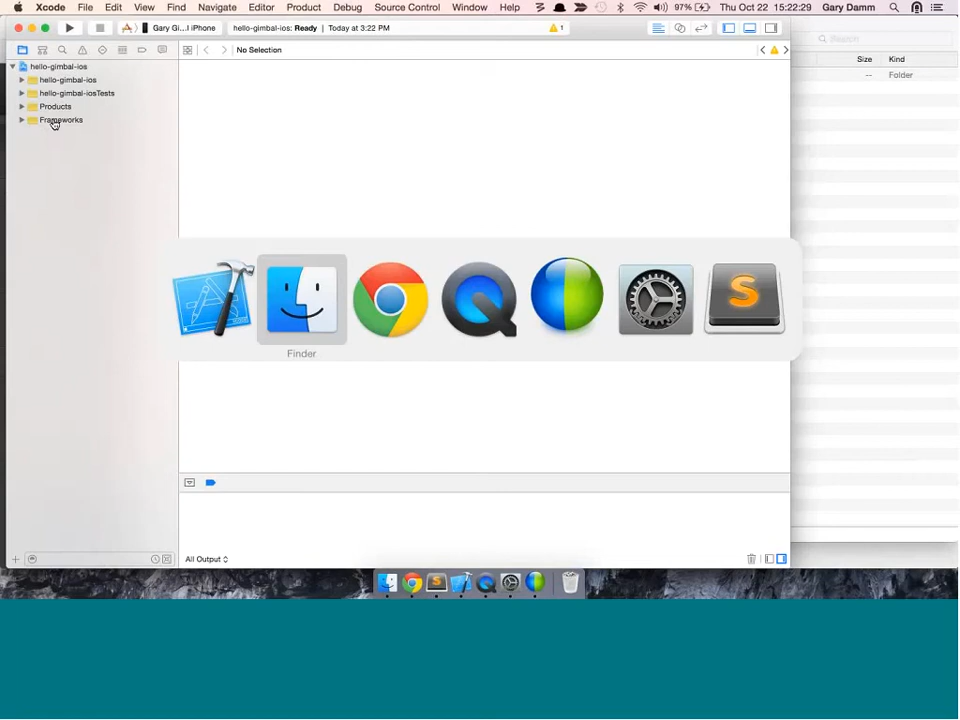 Xcode File Edit View Find Navigate Editor Product Debug Source Control Window Help 97% Thu Oct 22 15:22:29 Gary Damm
Gary Gi...l iPhone hello-gimbal-ios: Ready | Today at 3:22 PM 1
Search
No Selection
Size Kind
hello-gimbal-ios
-- Folder
hello-gimbal-ios
hello-gimbal-iosTests
Products
Frameworks
S
Finder
All Output